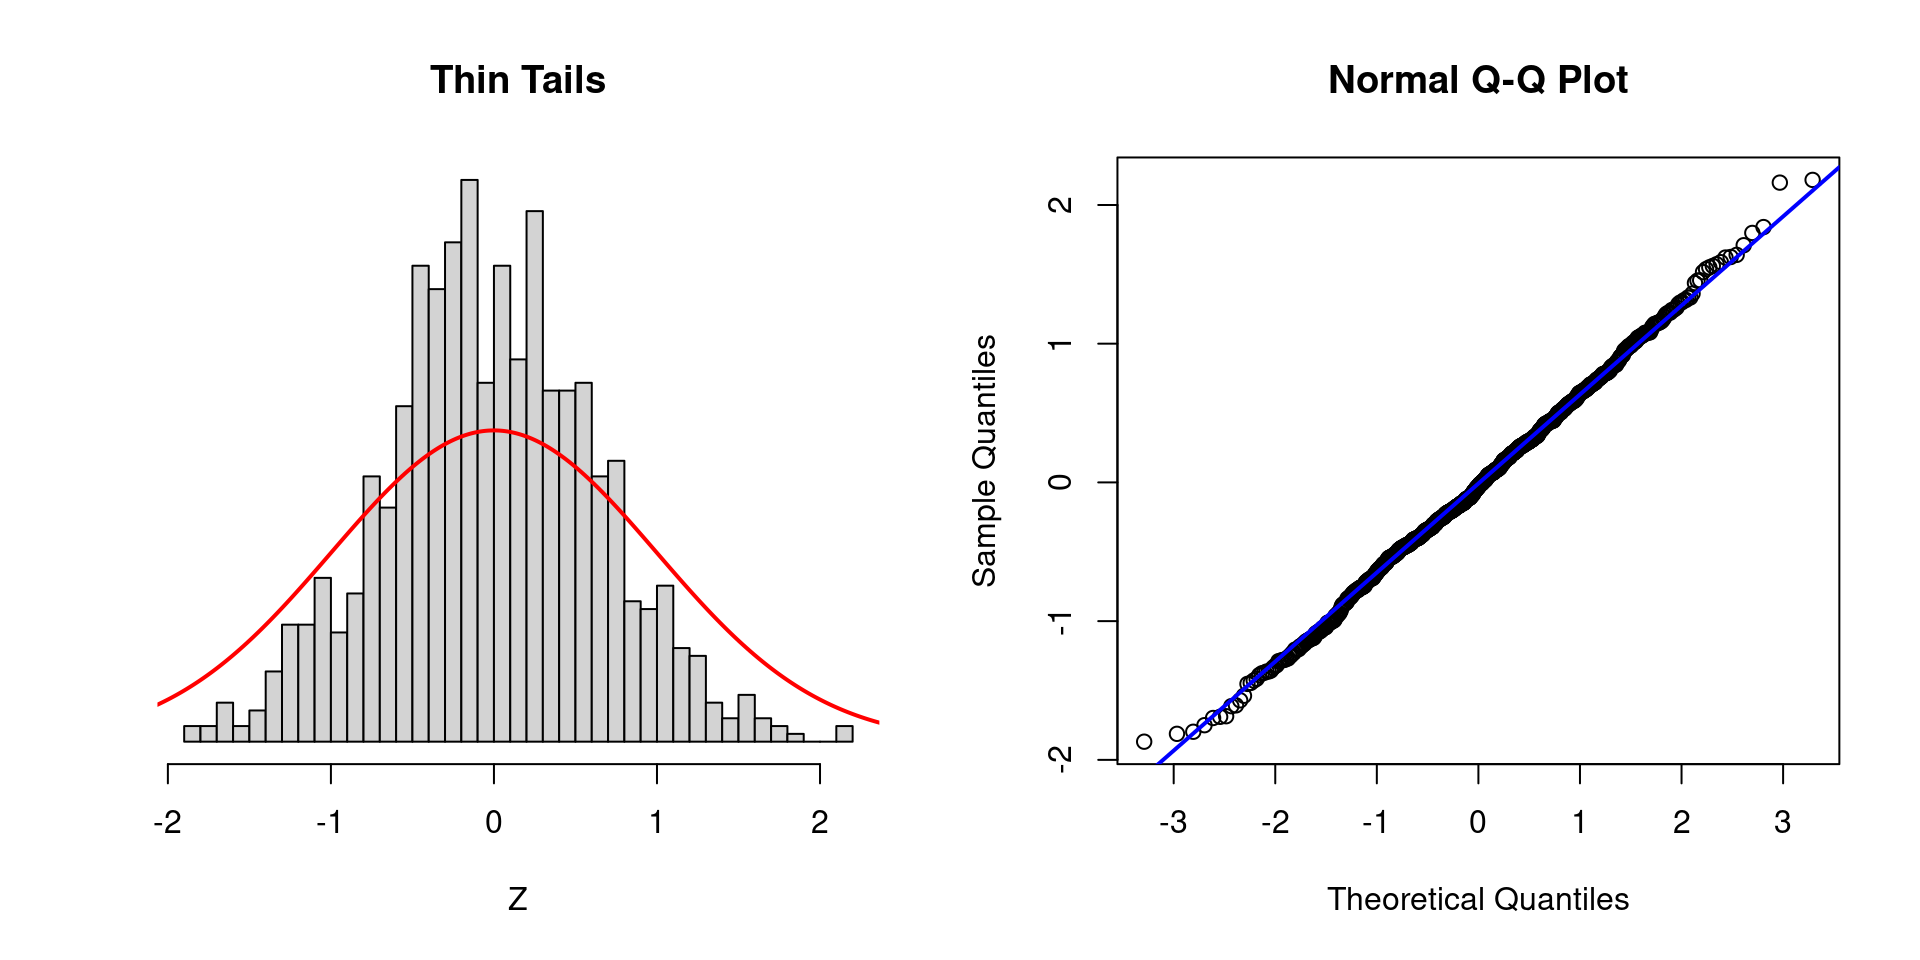 Thin Tails
-2 -1 0 1 2
Z
Normal Q-Q Plot
Sample Quantiles
-2 -1 0 1 2
-3 -2 -1 0 1 2 3
Theoretical Quantiles